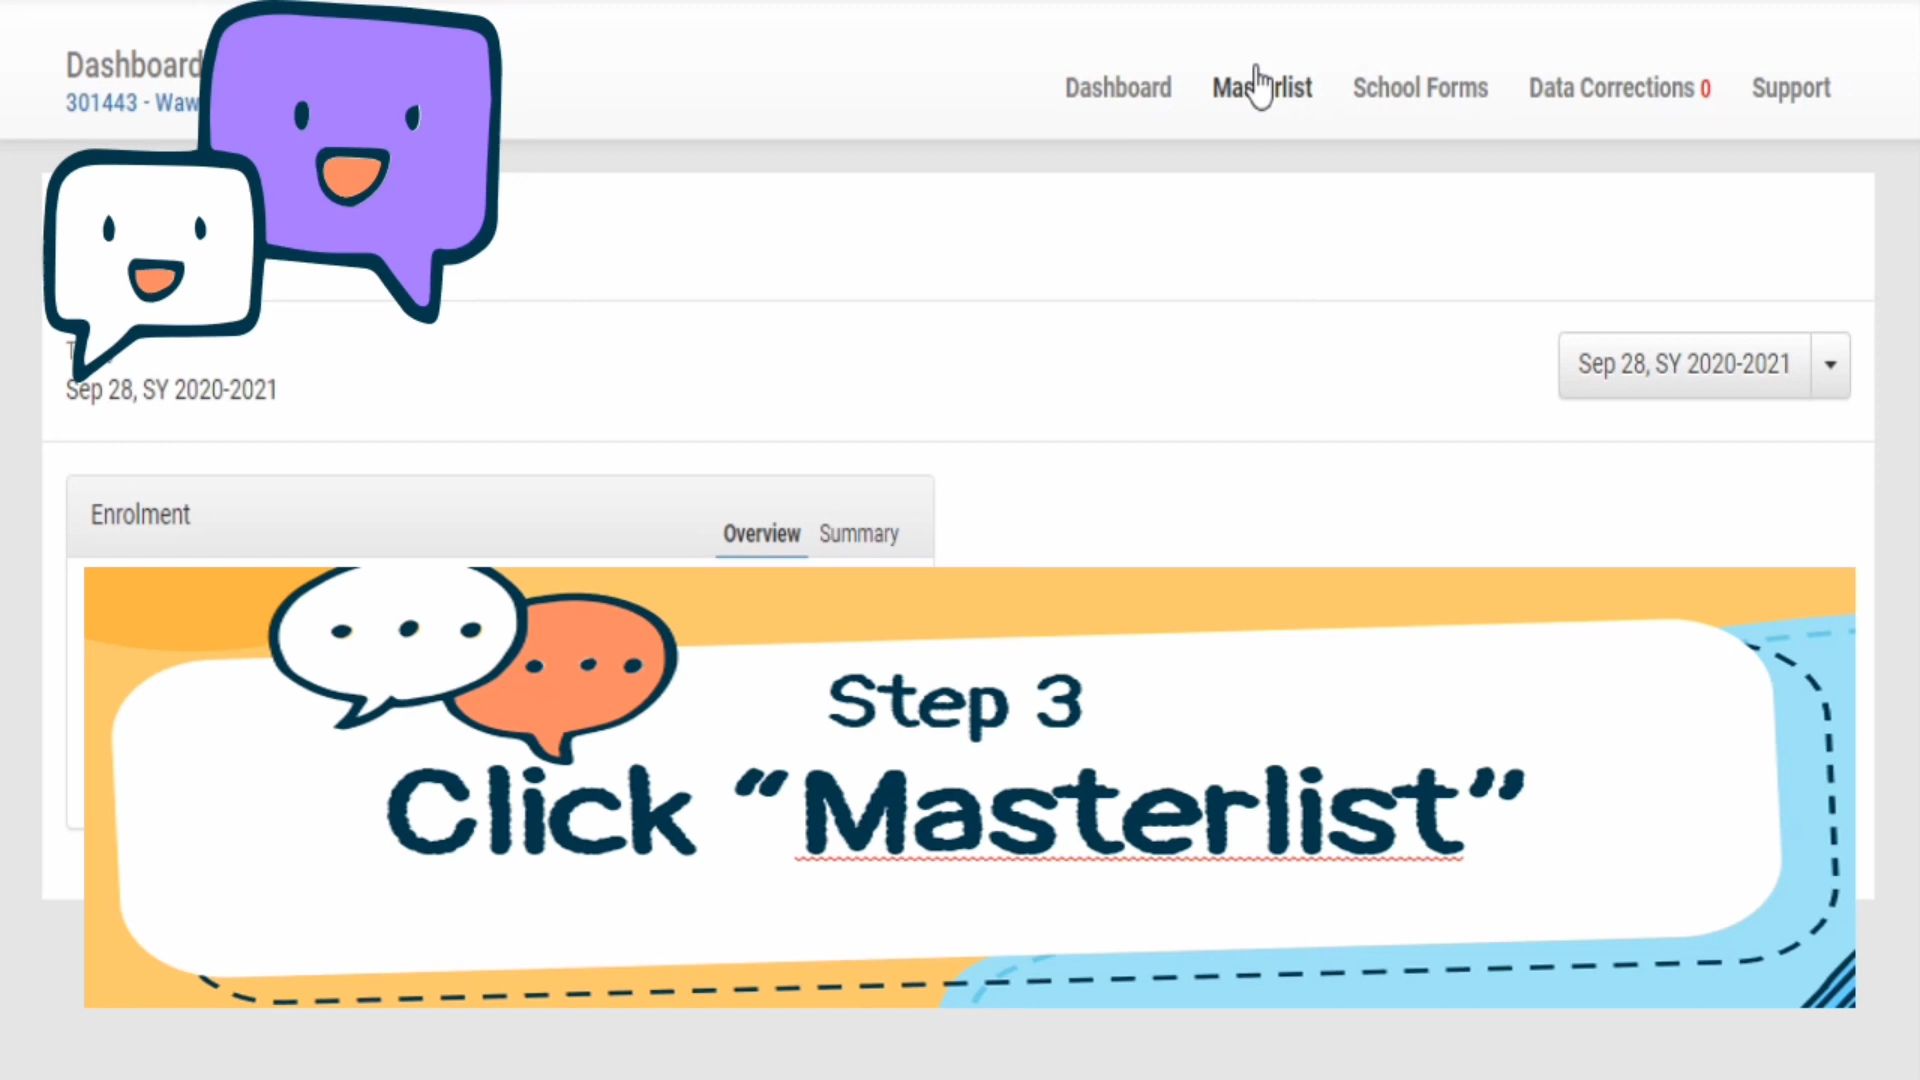 Dashboard
301443 - Waw
Dashboard
Masterlist
School Forms
Data Corrections 0
Support
Sep 28, SY 2020-2021
Sep 28, SY 2020-2021
Enrolment
Overview
Summary
Step 3
Click “Masterlist”